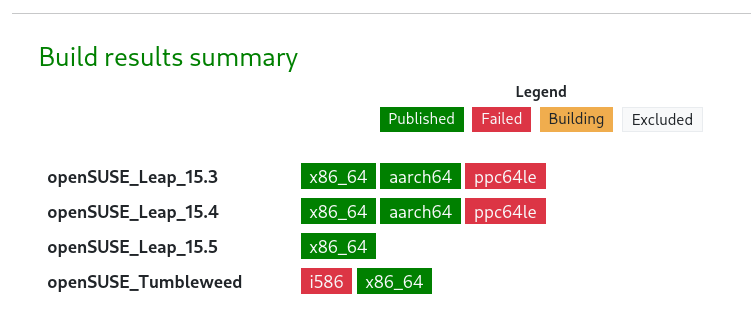 Build results summary
Legend
Published Failed Building Excluded
openSUSE_Leap_15.3 x86_64 aarch64 ppc64le
openSUSE_Leap_15.4 x86_64 aarch64 ppc64le
openSUSE_Leap_15.5 x86_64
openSUSE_Tumbleweed i586 x86_64